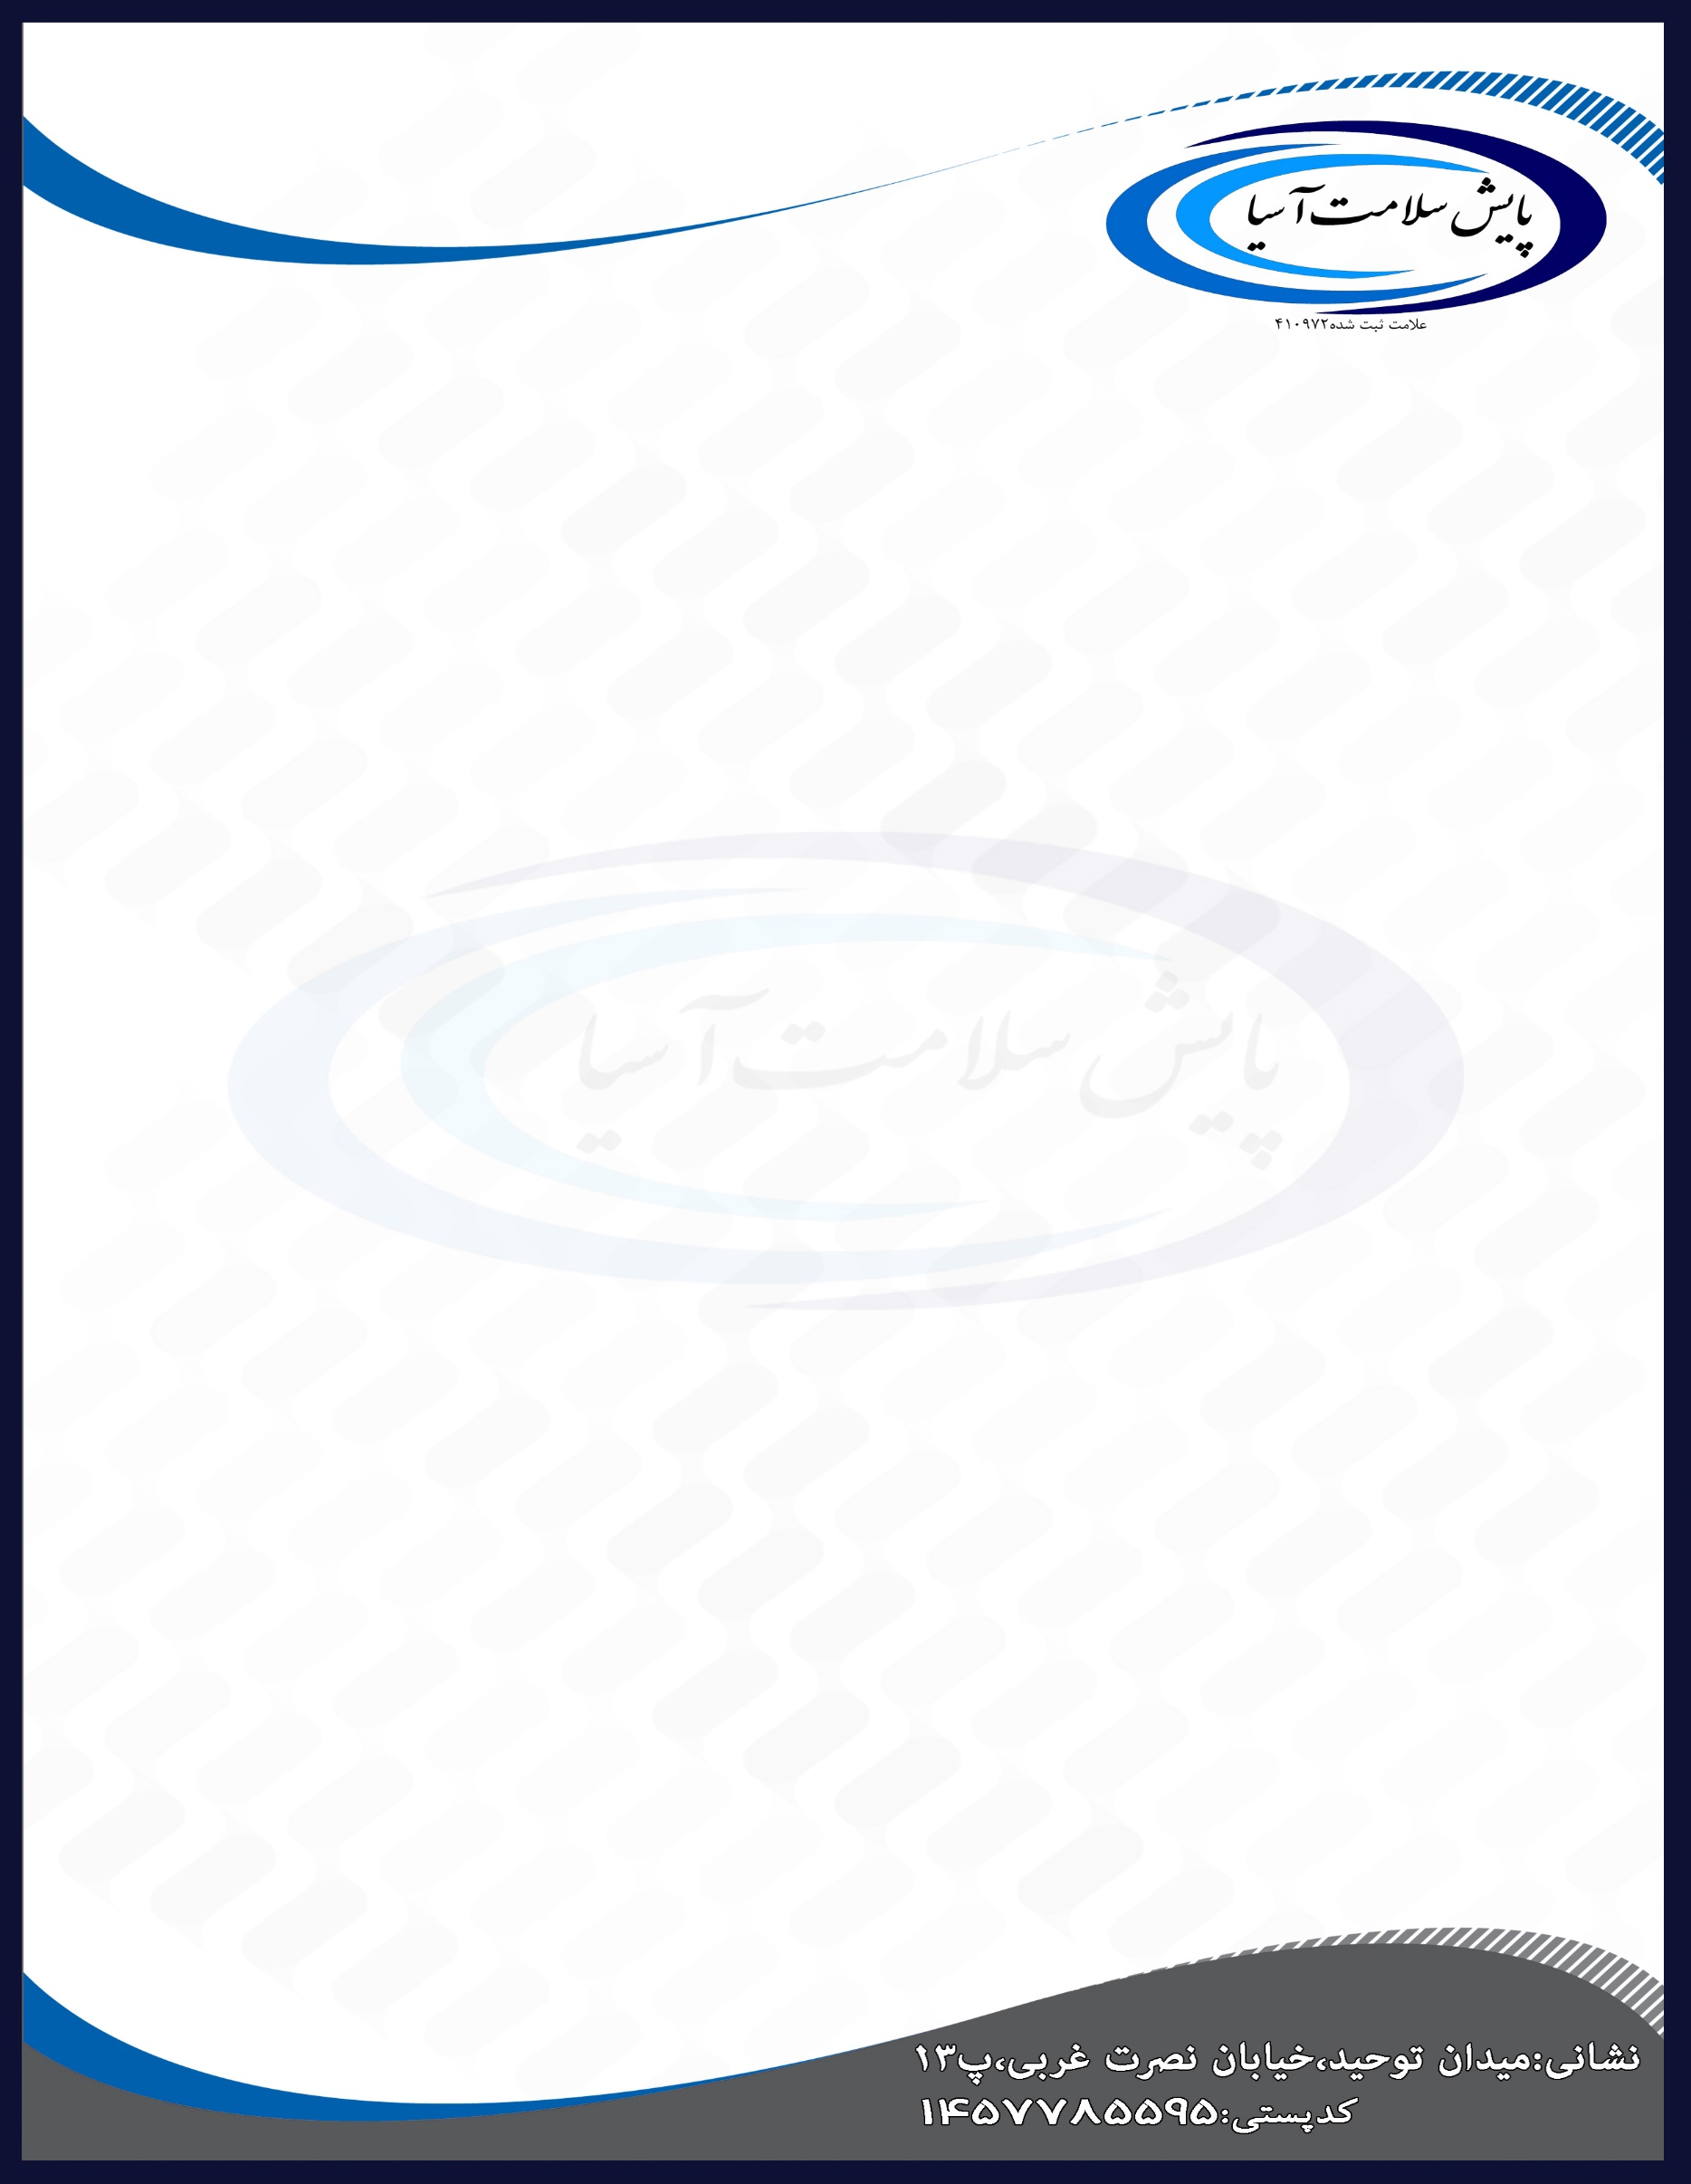 پایش سلامت آسیا
علامت ثبت شده۴۱۰۹۷۲
پایش سلامت آسیا
نشانی:میدان توحید،خیابان نصرت غربی،پ۱۳
کدپستی:۱۴۵۷۷۸۵۵۹۵